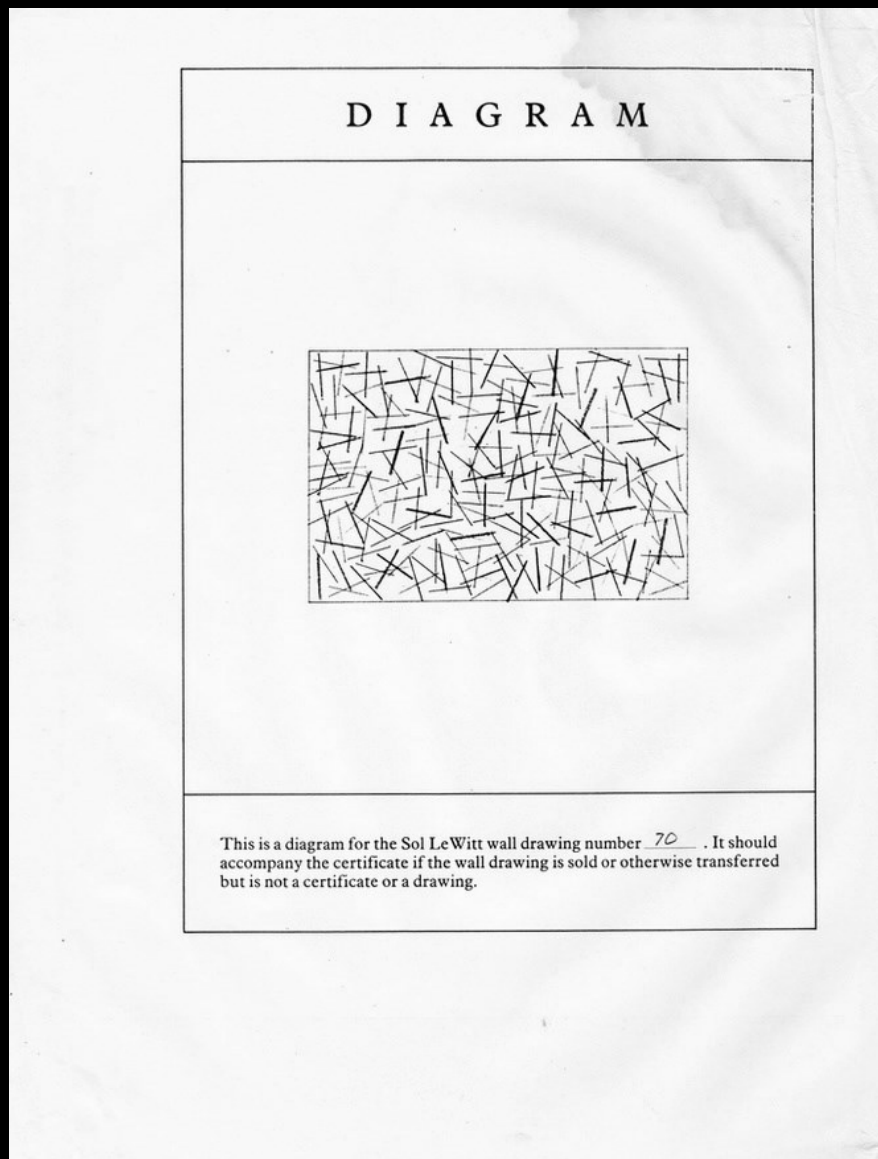 DIAGRAM
This is a diagram for the Sol LeWitt wall drawing number 70 . It should
accompany the certificate if the wall drawing is sold or otherwise transferred
but is not a certificate or a drawing.